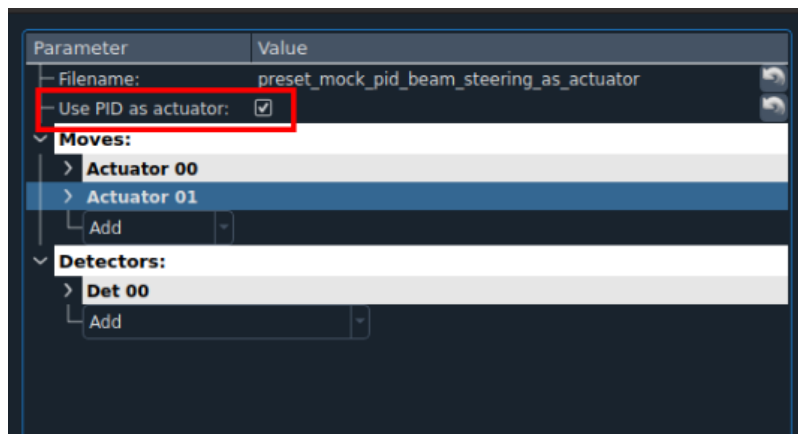 Parameter Value
Filename: preset_mock_pid_beam_steering_as_actuator
Use PID as actuator:
Moves:
Actuator 00
Actuator 01
Add
Detectors:
Det 00
Add